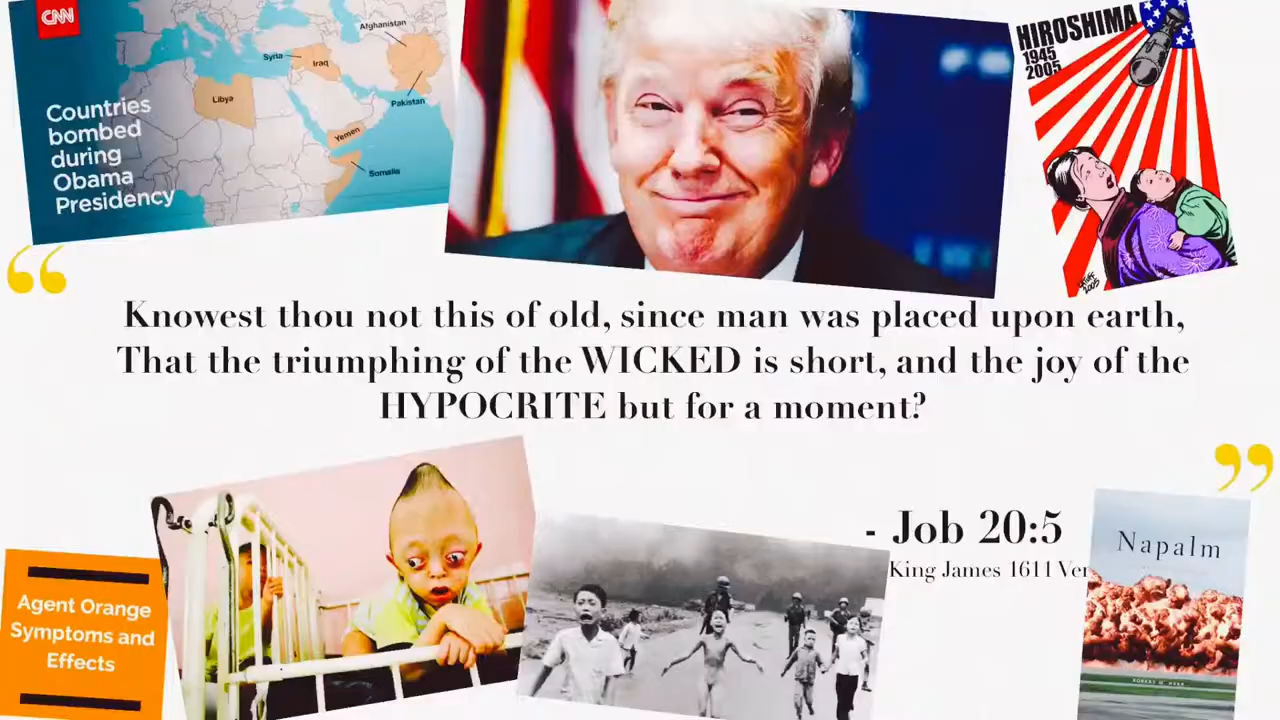 CNN
Countries
bombed
during
Obama
Presidency
Libya
Syria
Iraq
Afghanistan
Pakistan
Yemen
Somalia
HIROSHIMA
1945
2005
“
Knowest thou not this of old, since man was placed upon earth,
That the triumphing of the WICKED is short, and the joy of the
HYPOCRITE but for a moment?
”
- Job 20:5
King James 1611 Ver
Agent Orange
Symptoms and
Effects
Napalm
ROBERT M. NEER